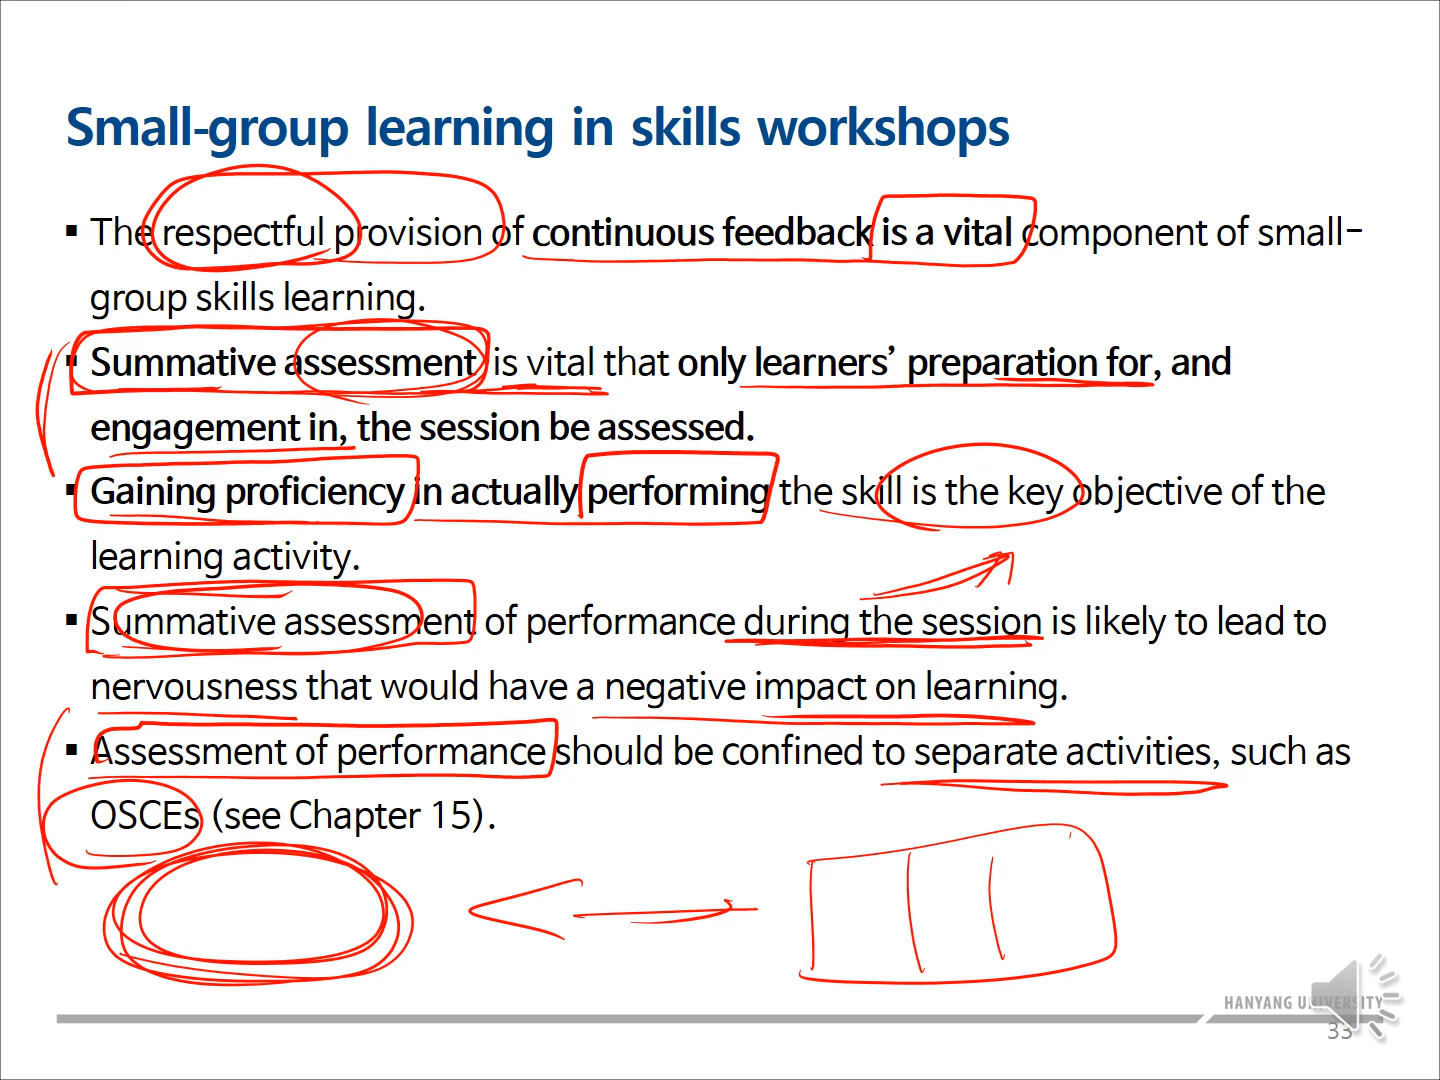 Small-group learning in skills workshops
▪ The respectful provision of continuous feedback is a vital component of small-
group skills learning.
▪ Summative assessment is vital that only learners’ preparation for, and
engagement in, the session be assessed.
▪ Gaining proficiency in actually performing the skill is the key objective of the
learning activity.
▪ Summative assessment of performance during the session is likely to lead to
nervousness that would have a negative impact on learning.
▪ Assessment of performance should be confined to separate activities, such as
OSCEs (see Chapter 15).
HANYANG UNIVERSITY
33